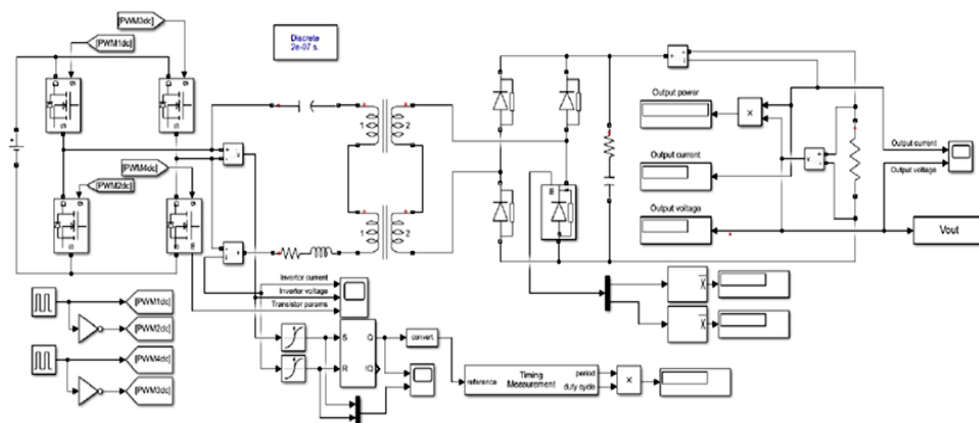 [PWM3dc]
[PWM1dc]
Discrete
2e-07 s.
[PWM4dc]
[PWM2dc]
1
2
1
2
Output power
X
Output current
Output voltage
Output current
Output voltage
Vout
Invertor current
Invertor voltage
Transistor params
[PWM1dc]
[PWM2dc]
[PWM4dc]
[PWM3dc]
S
Q
R
!Q
convert
reference
Timing
Measurement
period
duty cycle
X